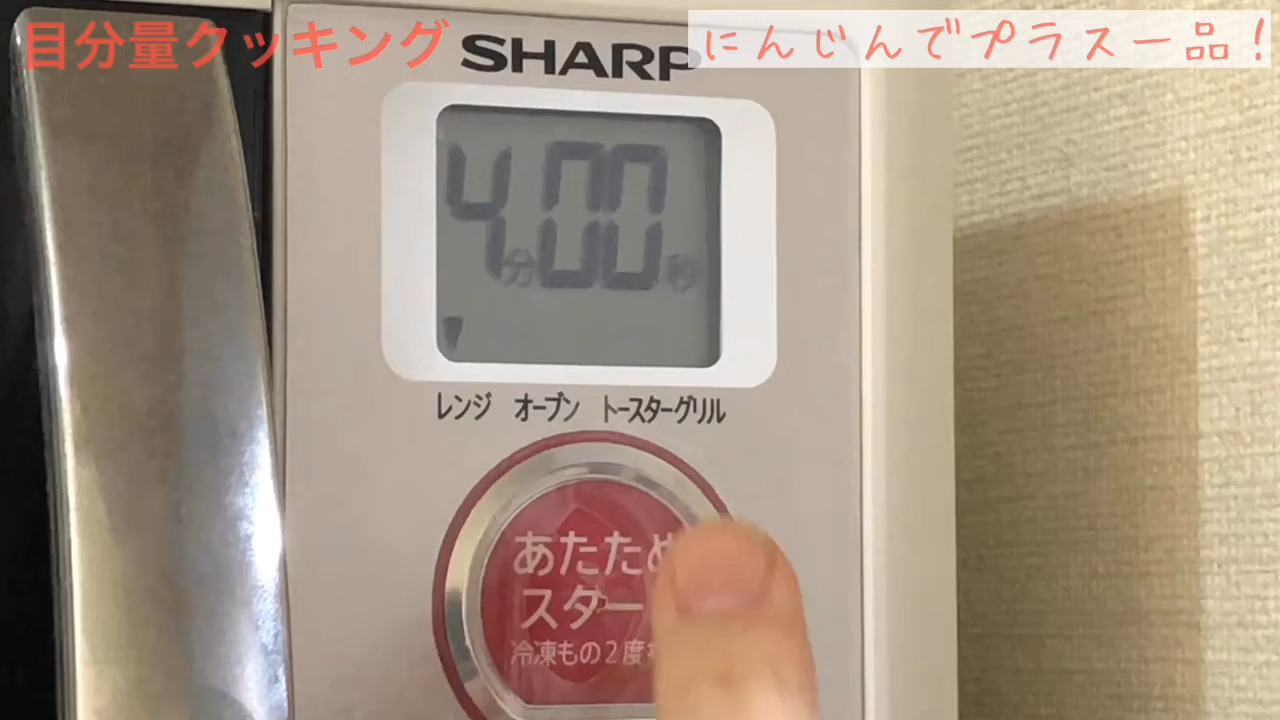 目分量クッキング
にんじんでプラス一品!
SHARP
4分00秒
レンジ オーブン トースターグリル
あたため
スター
冷凍もの2度